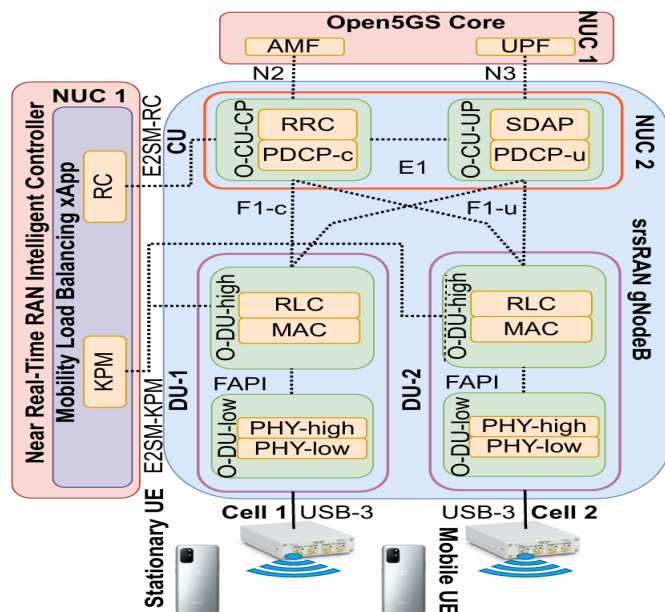 Open5GS Core
AMF
UPF
NUC 1
N2
N3
NUC 1
Near Real-Time RAN Intelligent Controller
Mobility Load Balancing xApp
RC
KPM
E2SM-RC
E2SM-KPM
CU
O-CU-CP
RRC
PDCP-c
E1
O-CU-UP
SDAP
PDCP-u
NUC 2
srsRAN gNodeB
F1-c
F1-u
DU-1
O-DU-high
RLC
MAC
FAPI
O-DU-low
PHY-high
PHY-low
DU-2
O-DU-high
RLC
MAC
FAPI
O-DU-low
PHY-high
PHY-low
Cell 1
USB-3
USB-3
Cell 2
Stationary UE
Mobile UE